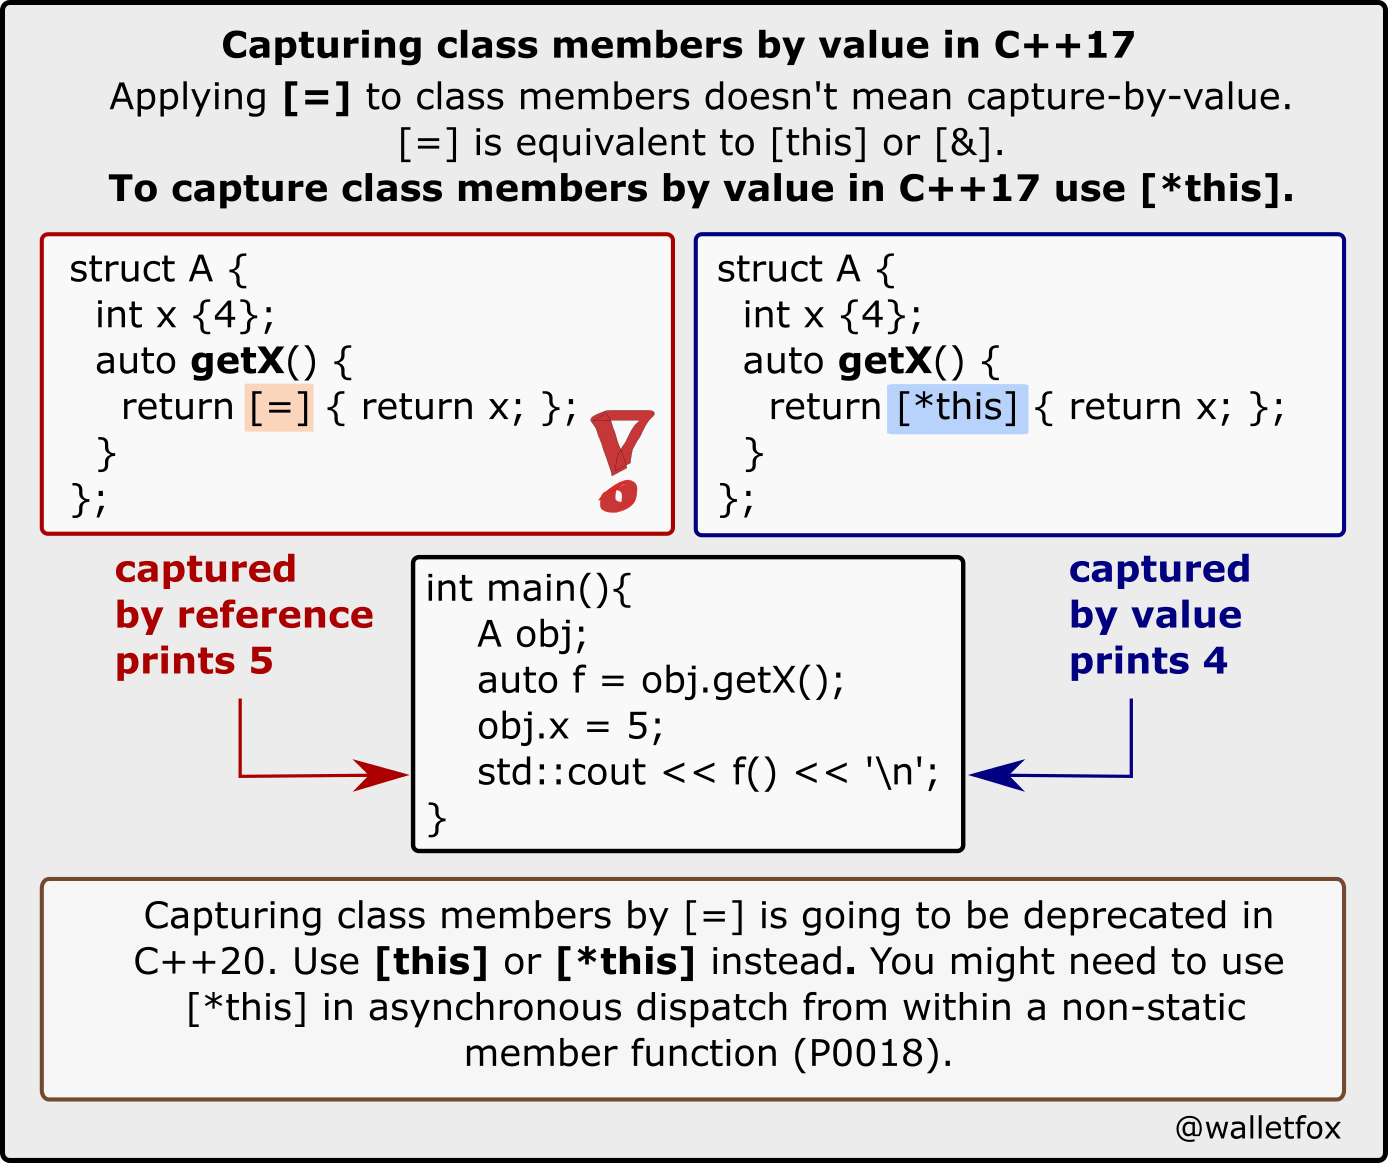 Capturing class members by value in C++17
Applying [=] to class members doesn't mean capture-by-value.
[=] is equivalent to [this] or [&].
To capture class members by value in C++17 use [*this].
struct A {
int x {4};
auto getX() {
return [=] { return x; };
}
};
struct A {
int x {4};
auto getX() {
return [*this] { return x; };
}
};
captured
by reference
prints 5
int main(){
A obj;
auto f = obj.getX();
obj.x = 5;
std::cout << f() << '\n';
}
captured
by value
prints 4
Capturing class members by [=] is going to be deprecated in
C++20. Use [this] or [*this] instead. You might need to use
[*this] in asynchronous dispatch from within a non-static
member function (P0018).
@walletfox